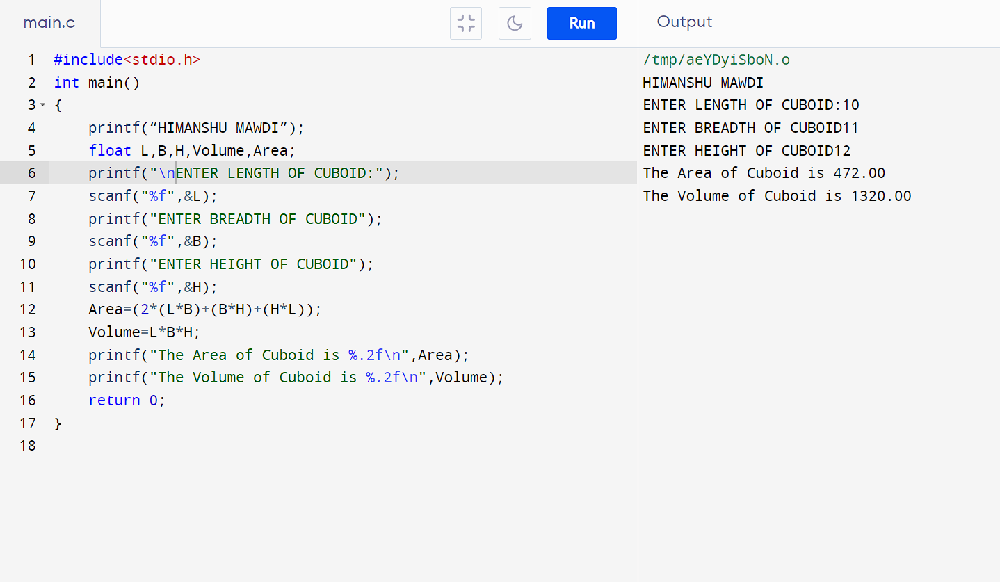 main.c
Run
Output
1 #include<stdio.h>
2 int main()
3 {
4     printf(“HIMANSHU MAWDI”);
5     float L,B,H,Volume,Area;
6     printf("\nENTER LENGTH OF CUBOID:");
7     scanf("%f",&L);
8     printf("ENTER BREADTH OF CUBOID");
9     scanf("%f",&B);
10     printf("ENTER HEIGHT OF CUBOID");
11     scanf("%f",&H);
12     Area=(2*(L*B)+(B*H)+(H*L));
13     Volume=L*B*H;
14     printf("The Area of Cuboid is %.2f\n",Area);
15     printf("The Volume of Cuboid is %.2f\n",Volume);
16     return 0;
17 }
18
/tmp/aeYDyiSboN.o
HIMANSHU MAWDI
ENTER LENGTH OF CUBOID:10
ENTER BREADTH OF CUBOID11
ENTER HEIGHT OF CUBOID12
The Area of Cuboid is 472.00
The Volume of Cuboid is 1320.00